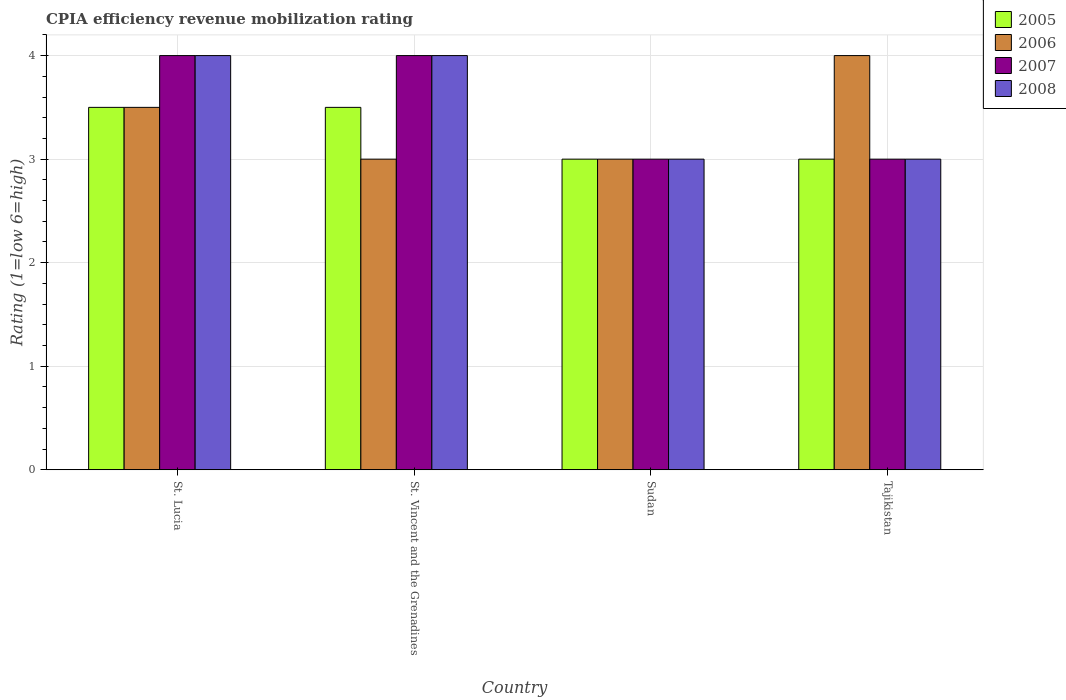 CPIA efficiency revenue mobilization rating
2005
2006
2007
2008
Rating (1=low 6=high)
4
3
2
1
0
St. Lucia
St. Vincent and the Grenadines
Sudan
Tajikistan
Country